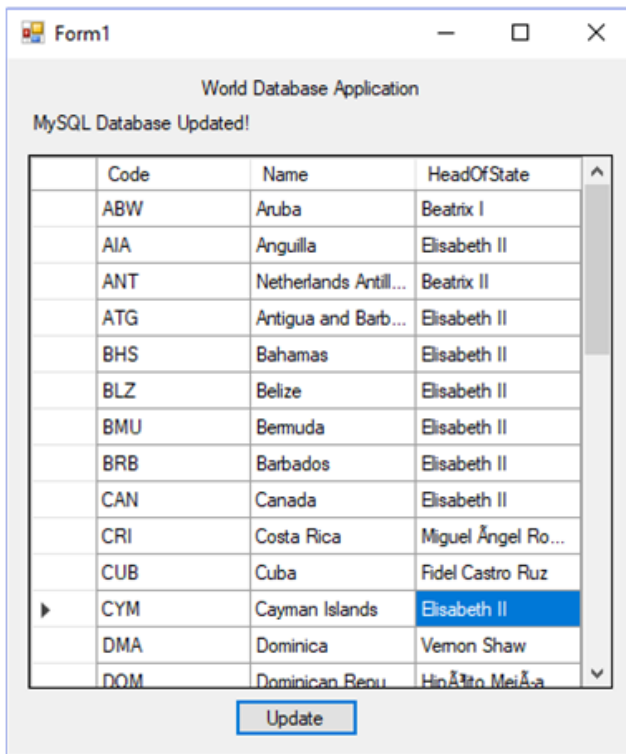 Form1
World Database Application
MySQL Database Updated!
Code Name HeadOfState
ABW Aruba Beatrix I
AIA Anguilla Elisabeth II
ANT Netherlands Antill... Beatrix II
ATG Antigua and Barb... Elisabeth II
BHS Bahamas Elisabeth II
BLZ Belize Elisabeth II
BMU Bermuda Elisabeth II
BRB Barbados Elisabeth II
CAN Canada Elisabeth II
CRI Costa Rica Miguel Ãngel Ro...
CUB Cuba Fidel Castro Ruz
CYM Cayman Islands Elisabeth II
DMA Dominica Vernon Shaw
DOM Dominican Repu
Update